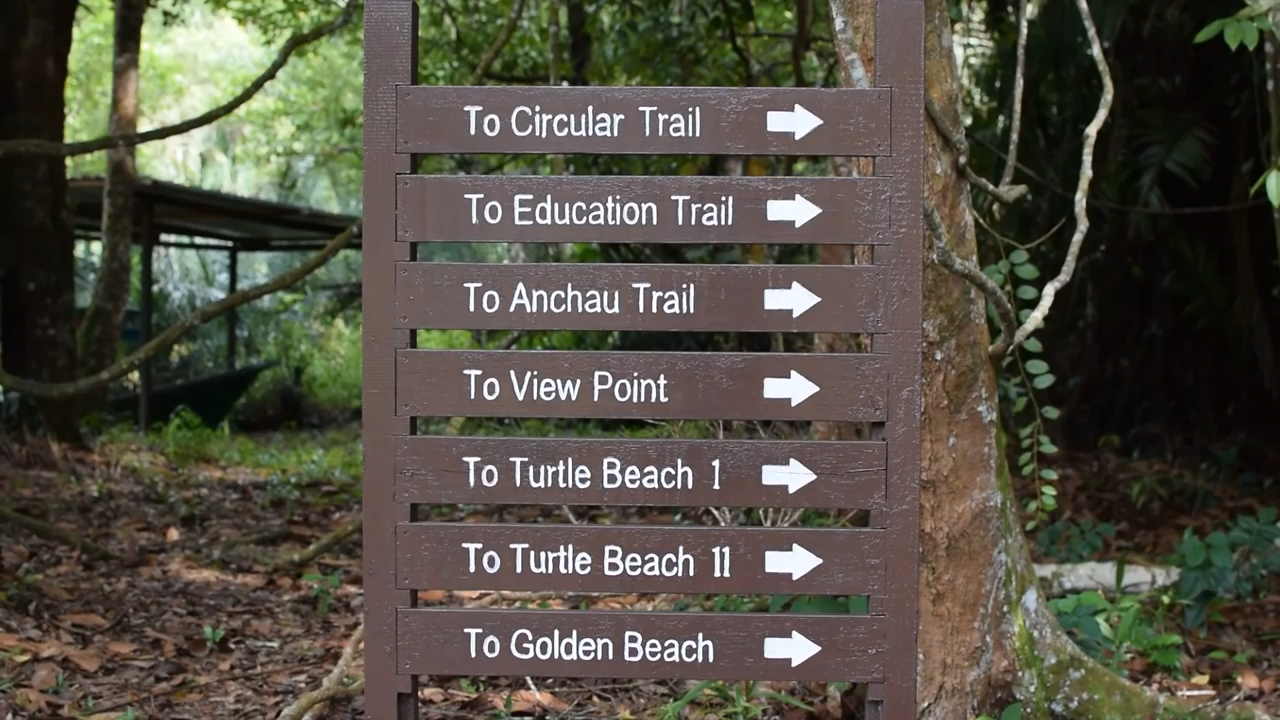 To Circular Trail
To Education Trail
To Anchau Trail
To View Point
To Turtle Beach 1
To Turtle Beach 11
To Golden Beach